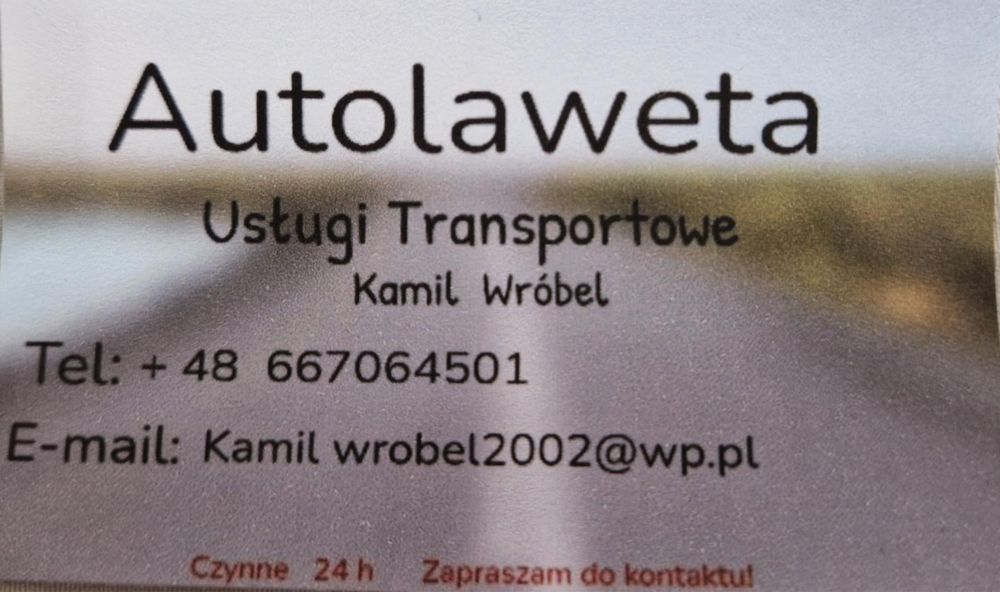 Autolaweta
Usługi Transportowe
Kamil Wróbel
Tel: + 48 667064501
E-mail: Kamil wrobel2002@wp.pl
Czynne 24 h Zapraszam do kontaktu!